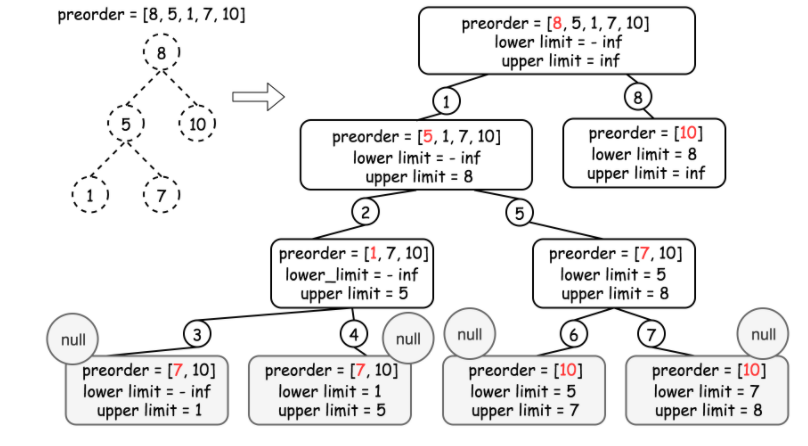 preorder = [8, 5, 1, 7, 10]
8
5
10
1
7
preorder = [8, 5, 1, 7, 10]
lower limit = - inf
upper limit = inf
1
8
preorder = [5, 1, 7, 10]
lower limit = - inf
upper limit = 8
preorder = [10]
lower limit = 8
upper limit = inf
2
5
preorder = [1, 7, 10]
lower_limit = - inf
upper limit = 5
preorder = [7, 10]
lower limit = 5
upper limit = 8
3
4
6
7
null
preorder = [7, 10]
lower limit = - inf
upper limit = 1
null
preorder = [7, 10]
lower limit = 1
upper limit = 5
null
preorder = [10]
lower limit = 5
upper limit = 7
null
preorder = [10]
lower limit = 7
upper limit = 8